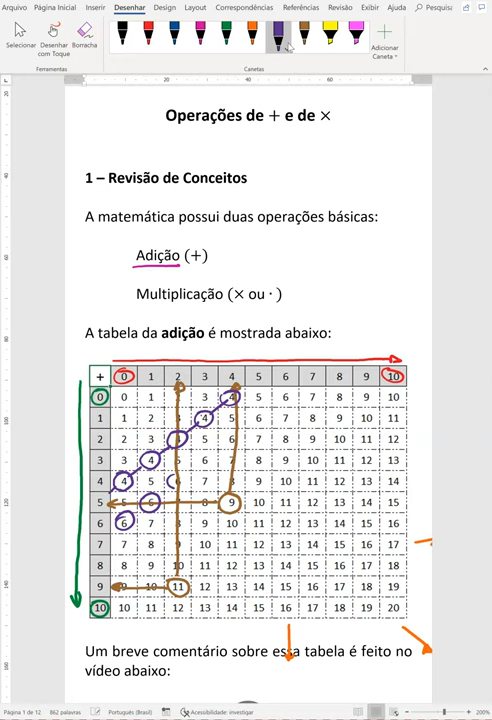 Arquivo Página Inicial Inserir Desenhar Design Layout Correspondências Referências Revisão Exibir Ajuda Pesquisar
Selecionar Desenhar com Toque Borracha Adicionar Caneta
Ferramentas Canetas
20 40 60
Operações de + e de ×
1 – Revisão de Conceitos
A matemática possui duas operações básicas:
Adição (+)
Multiplicação (× ou · )
A tabela da adição é mostrada abaixo:
+ 0 1 2 3 4 5 6 7 8 9 10
0 0 1 3 4 5 6 7 8 9 10
1 1 2 3 4 5 6 7 8 9 10 11
2 2 3 4 5 6 7 8 9 10 11 12
3 3 4 5 6 7 8 9 10 11 12 13
4 4 5 6 7 8 9 10 11 12 13 14
5 5 6 7 8 9 10 11 12 13 14 15
6 6 7 8 9 10 11 12 13 14 15 16
7 7 8 9 10 11 12 13 14 15 16 17
8 8 9 10 11 12 13 14 15 16 17 18
9 9 10 11 12 13 14 15 16 17 18 19
10 10 11 12 13 14 15 16 17 18 19 20
Um breve comentário sobre essa tabela é feito no
vídeo abaixo:
Página 1 de 12 862 palavras Português (Brasil) Acessibilidade: investigar 200%